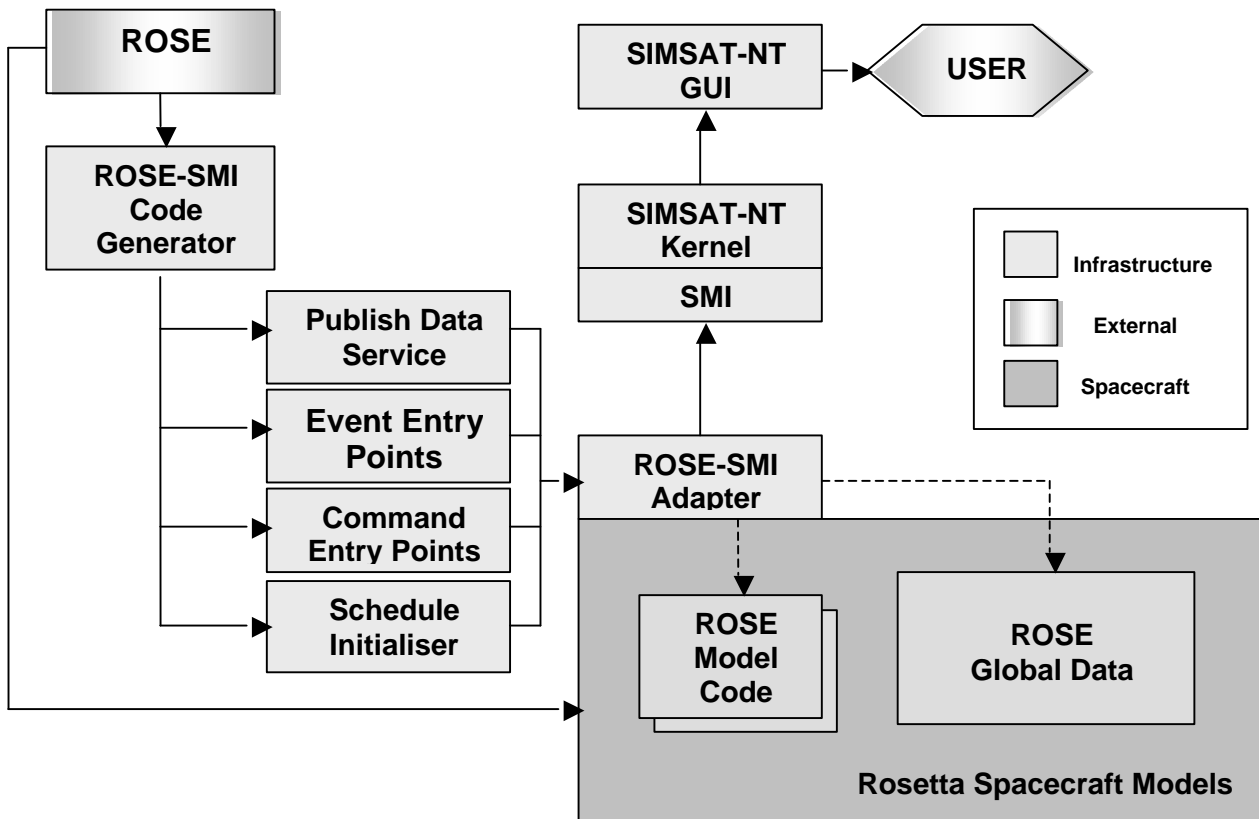 ROSE
ROSE-SMI
Code
Generator
Publish Data
Service
Event Entry
Points
Command
Entry Points
Schedule
Initialiser
SIMSAT-NT
GUI
USER
SIMSAT-NT
Kernel
SMI
ROSE-SMI
Adapter
ROSE
Model
Code
ROSE
Global Data
Rosetta Spacecraft Models
Infrastructure
External
Spacecraft